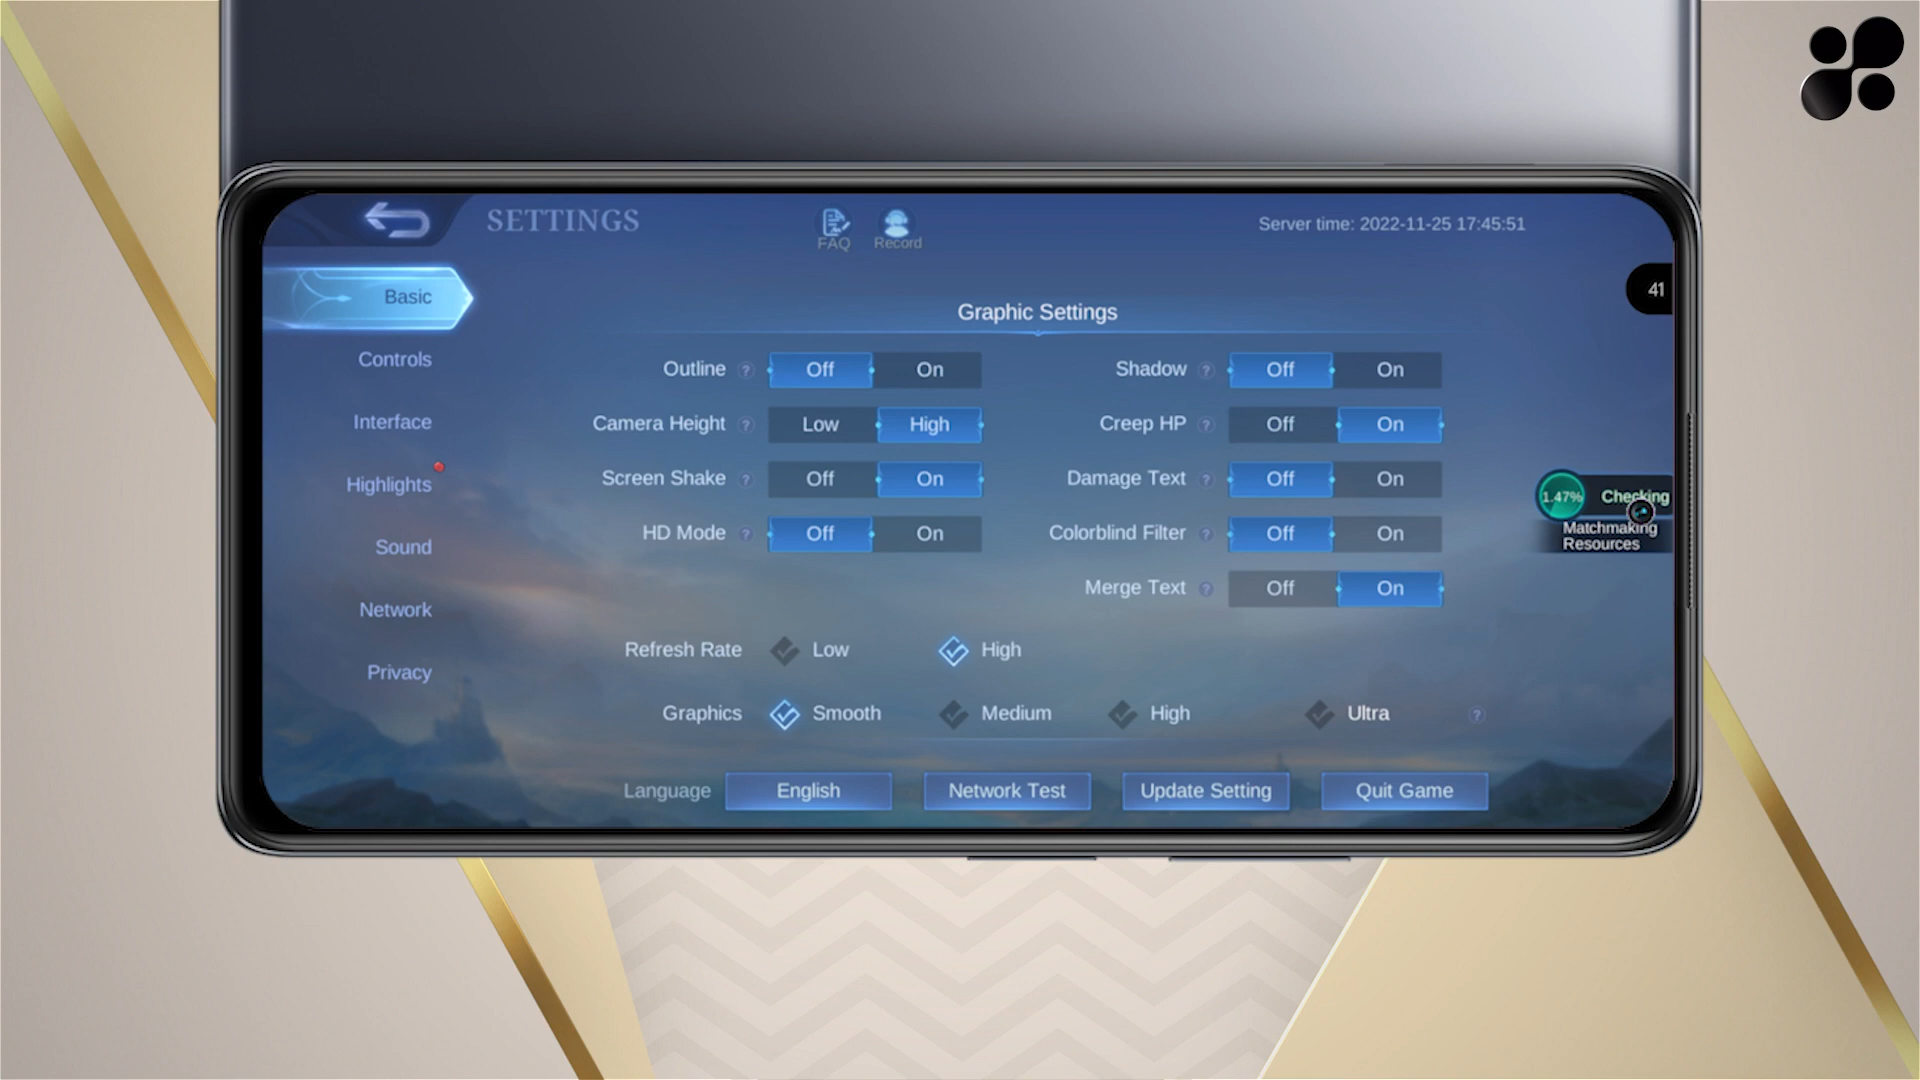 SETTINGS
FAQ
Record
Server time: 2022-11-25 17:45:51
Basic
Controls
Interface
Highlights
Sound
Network
Privacy
41
Graphic Settings
Outline ? Off On
Shadow ? Off On
Camera Height ? Low High
Creep HP ? Off On
Screen Shake ? Off On
Damage Text ? Off On
HD Mode ? Off On
Colorblind Filter ? Off On
Merge Text ? Off On
1.47% Checking
Matchmaking
Resources
Refresh Rate Low High
Graphics Smooth Medium High Ultra ?
Language English Network Test Update Setting Quit Game